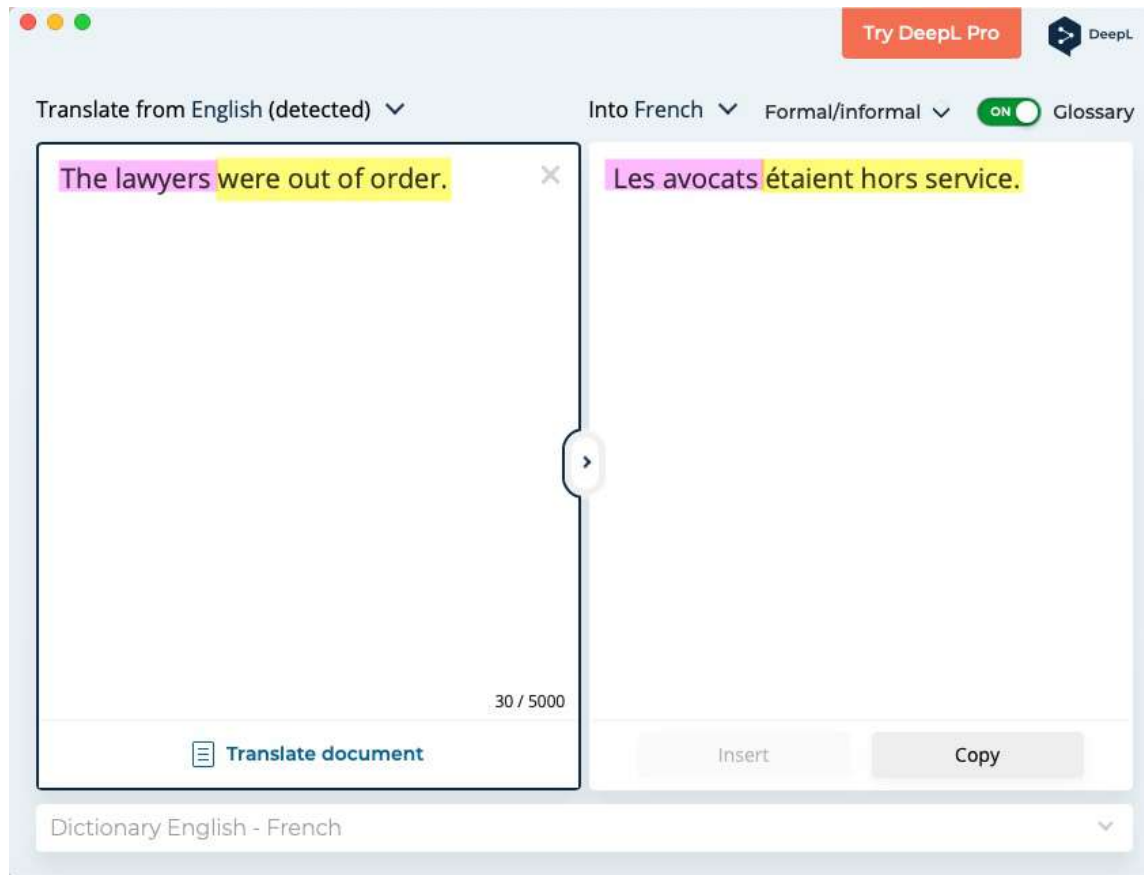 Try DeepL Pro
DeepL
Translate from English (detected)
Into French
Formal/informal
ON
Glossary
The lawyers were out of order.
Les avocats étaient hors service.
30 / 5000
Translate document
Insert
Copy
Dictionary English - French